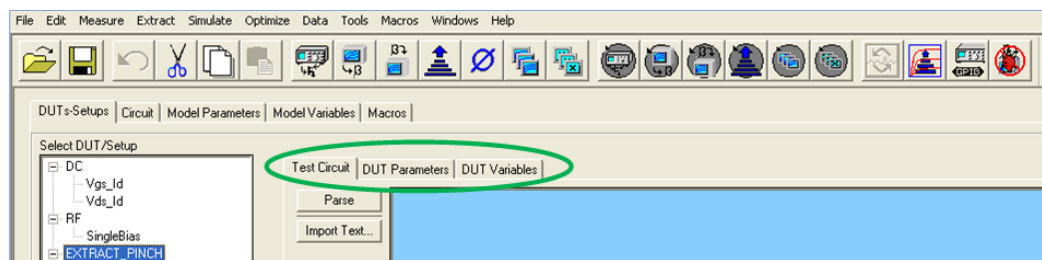 File Edit Measure Extract Simulate Optimize Data Tools Macros Windows Help
DUTs-Setups Circuit Model Parameters Model Variables Macros
Select DUT/Setup
DC
Vgs_Id
Vds_Id
RF
SingleBias
EXTRACT_PINCH
Test Circuit DUT Parameters DUT Variables
Parse
Import Text...
GPIB